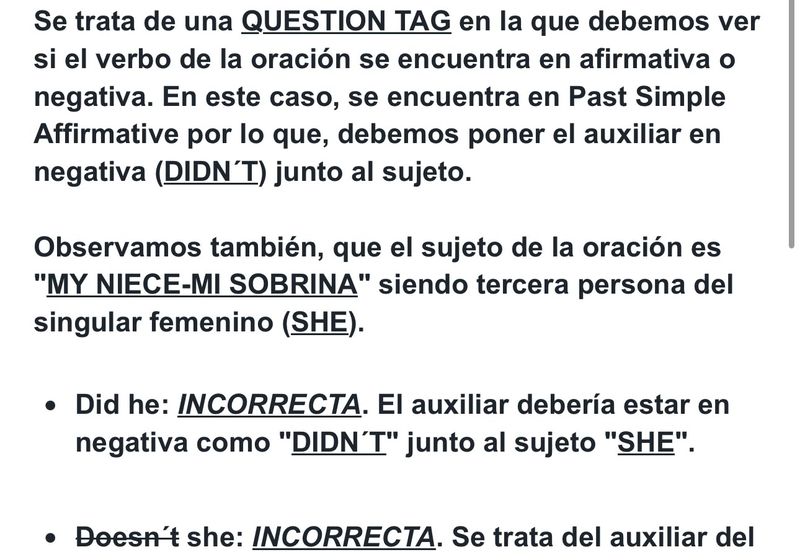 Se trata de una QUESTION TAG en la que debemos ver
si el verbo de la oración se encuentra en afirmativa o
negativa. En este caso, se encuentra en Past Simple
Affirmative por lo que, debemos poner el auxiliar en
negativa (DIDN´T) junto al sujeto.
Observamos también, que el sujeto de la oración es
"MY NIECE-MI SOBRINA" siendo tercera persona del
singular femenino (SHE).
• Did he: INCORRECTA. El auxiliar debería estar en
negativa como "DIDN´T" junto al sujeto "SHE".
• Doesn´t she: INCORRECTA. Se trata del auxiliar del